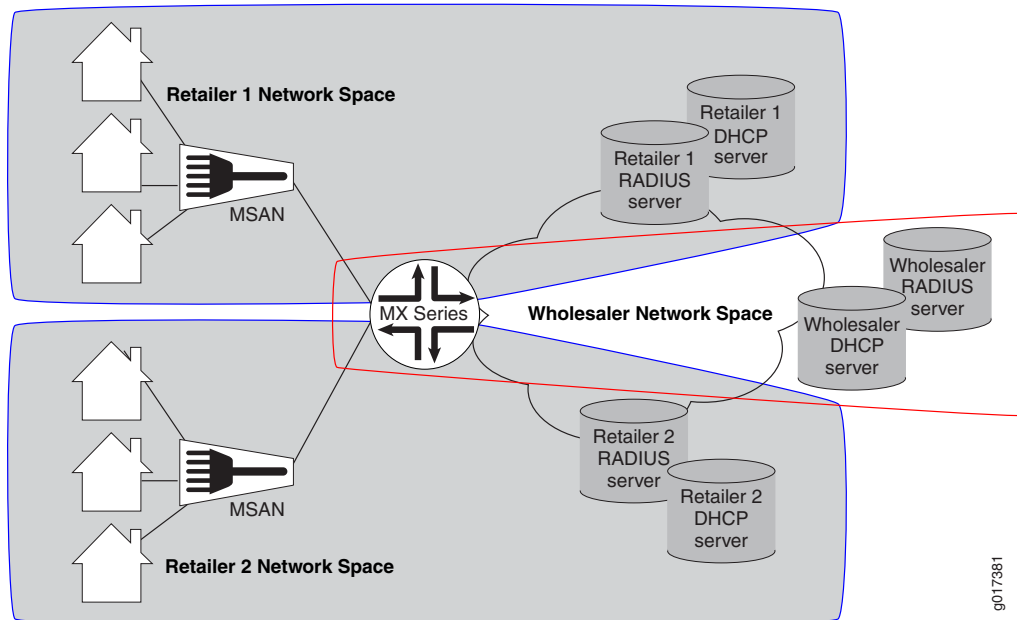 Retailer 1 Network Space
MSAN
Retailer 1
DHCP
server
Retailer 1
RADIUS
server
MX Series
Wholesaler Network Space
Wholesaler
RADIUS
server
Wholesaler
DHCP
server
MSAN
Retailer 2 Network Space
Retailer 2
RADIUS
server
Retailer 2
DHCP
server
g017381